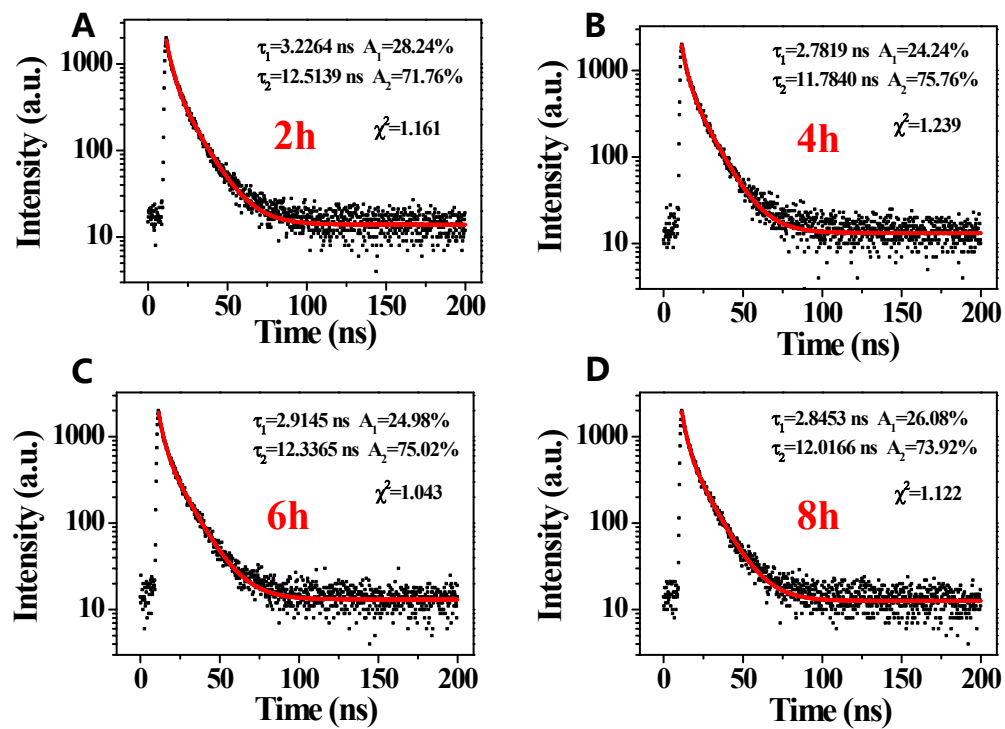 A
τ₁=3.2264 ns A₁=28.24%
τ₂=12.5139 ns A₂=71.76%
χ²=1.161
2h
Intensity (a.u.)
1000
100
10
0 50 100 150 200
Time (ns)
B
τ₁=2.7819 ns A₁=24.24%
τ₂=11.7840 ns A₂=75.76%
χ²=1.239
4h
Intensity (a.u.)
1000
100
10
0 50 100 150 200
Time (ns)
C
τ₁=2.9145 ns A₁=24.98%
τ₂=12.3365 ns A₂=75.02%
χ²=1.043
6h
Intensity (a.u.)
1000
100
10
0 50 100 150 200
Time (ns)
D
τ₁=2.8453 ns A₁=26.08%
τ₂=12.0166 ns A₂=73.92%
χ²=1.122
8h
Intensity (a.u.)
1000
100
10
0 50 100 150 200
Time (ns)